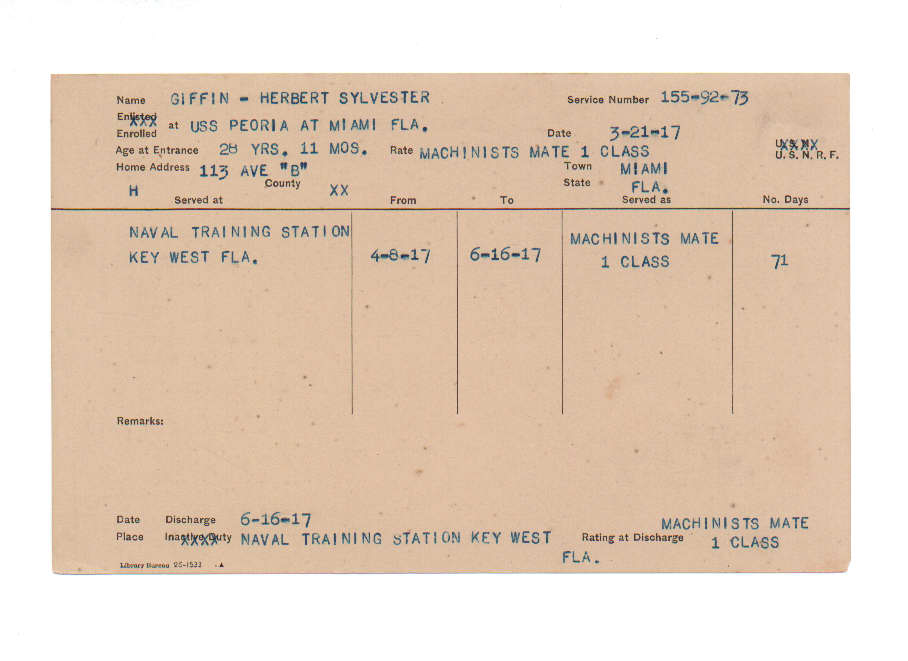 Name GIFFIN - HERBERT SYLVESTER Service Number 155-92-73
Enlisted XXX
Enrolled at USS PEORIA AT MIAMI FLA. Date 3-21-17
Age at Entrance 28 YRS. 11 MOS. Rate MACHINISTS MATE 1 CLASS U. S. N. XXXX
U. S. N. R. F.
Home Address 113 AVE "B" Town MIAMI
H County XX State FLA.
Served at From To Served as No. Days
NAVAL TRAINING STATION MACHINISTS MATE
KEY WEST FLA. 4-8-17 6-16-17 1 CLASS 71
Remarks:
Date Discharge 6-16-17 MACHINISTS MATE
Place Inactive Duty XXXX NAVAL TRAINING STATION KEY WEST Rating at Discharge 1 CLASS
FLA.
Library Bureau 26-1533